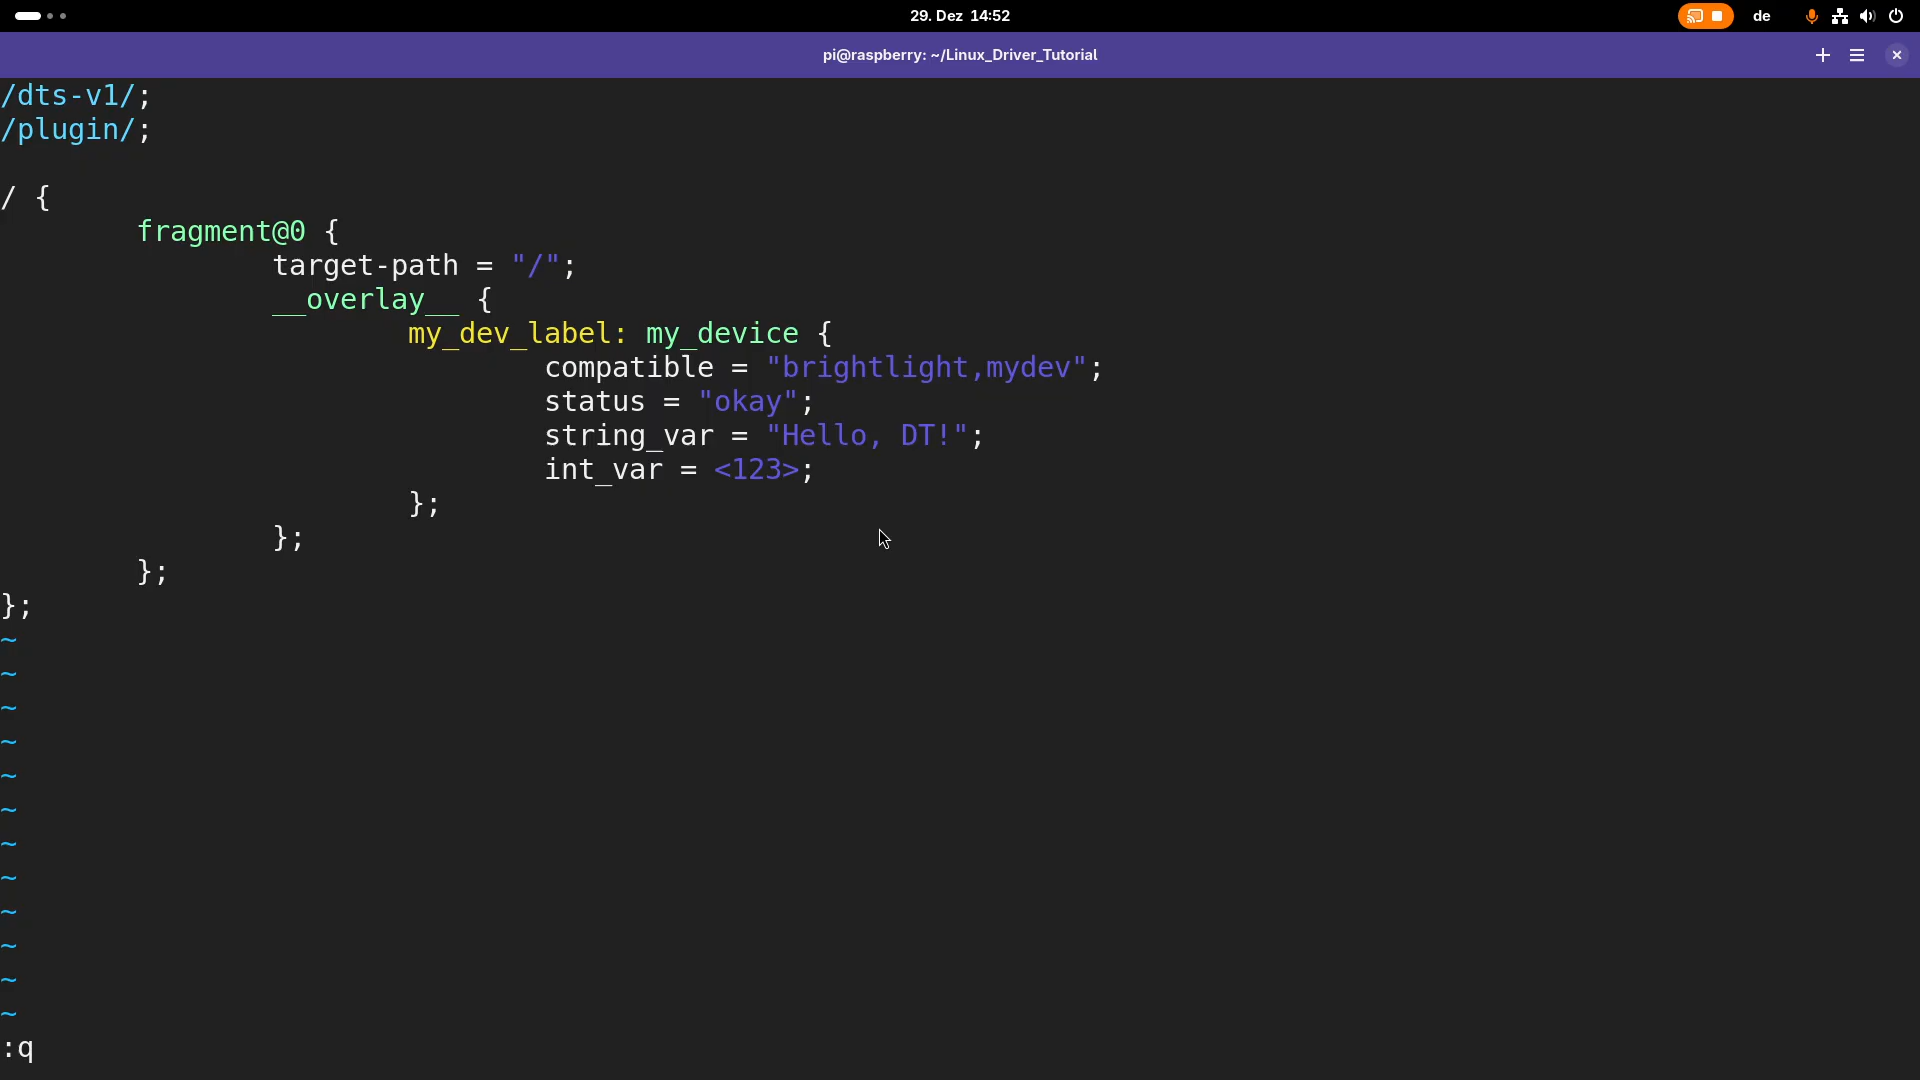 29. Dez 14:52
de
pi@raspberry: ~/Linux_Driver_Tutorial
/dts-v1/;
/plugin/;
/ {
        fragment@0 {
                target-path = "/";
                __overlay__ {
                        my_dev_label: my_device {
                                compatible = "brightlight,mydev";
                                status = "okay";
                                string_var = "Hello, DT!";
                                int_var = <123>;
                        };
                };
        };
};
~
~
~
~
~
~
~
~
~
~
~
~
:q